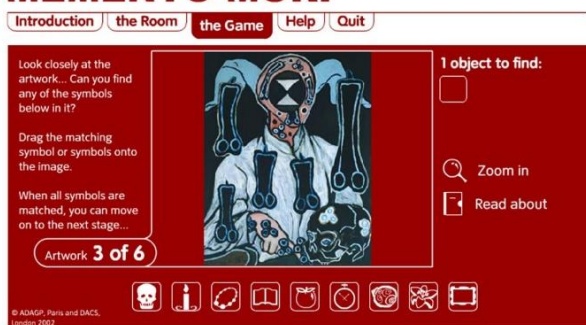 MEMENTO MORI
Introduction
the Room
the Game
Help
Quit
Look closely at the
artwork... Can you find
any of the symbols
below in it?
Drag the matching
symbol or symbols onto
the image.
When all symbols are
matched, you can move
on to the next stage...
Artwork 3 of 6
1 object to find:
Zoom in
Read about
© ADAGP, Paris and DACS,
London 2002